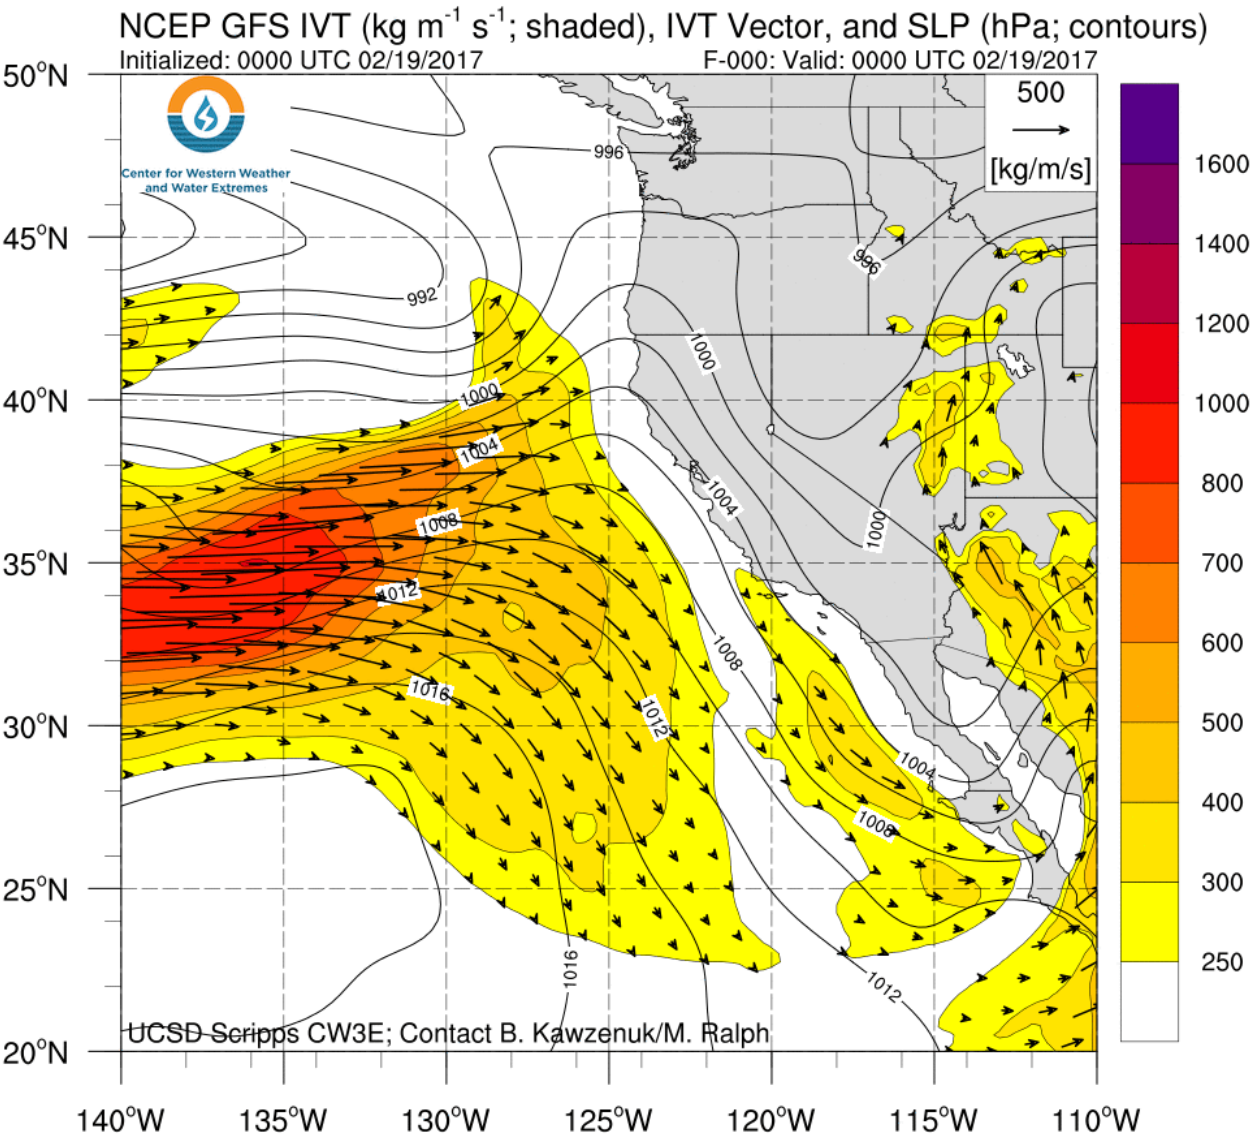 NCEP GFS IVT (kg m-1 s-1; shaded), IVT Vector, and SLP (hPa; contours)
Initialized: 0000 UTC 02/19/2017 F-000: Valid: 0000 UTC 02/19/2017
50°N
45°N
40°N
35°N
30°N
25°N
20°N
Center for Western Weather
and Water Extremes
500
[kg/m/s]
996
996
992
1000
1000
1004
1004
1008
1000
1012
1008
1016
1012
1004
1008
1016
1012
UCSD Scripps CW3E; Contact B. Kawzenuk/M. Ralph
140°W 135°W 130°W 125°W 120°W 115°W 110°W
1600
1400
1200
1000
800
700
600
500
400
300
250